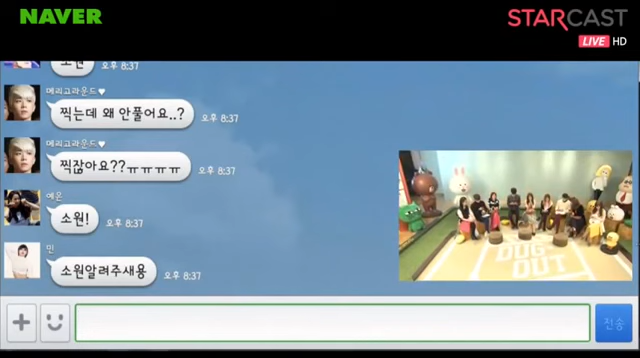 NAVER
STARCAST
LIVE HD
소원
오후 8:37
메리고라운드♥
찍는데 왜 안풀어요..?
오후 8:37
메리고라운드♥
찍잖아요??ㅠㅠㅠㅠ
오후 8:37
예은
소원!
오후 8:37
민
소원알려주새용
오후 8:37
DUG
OUT
전송